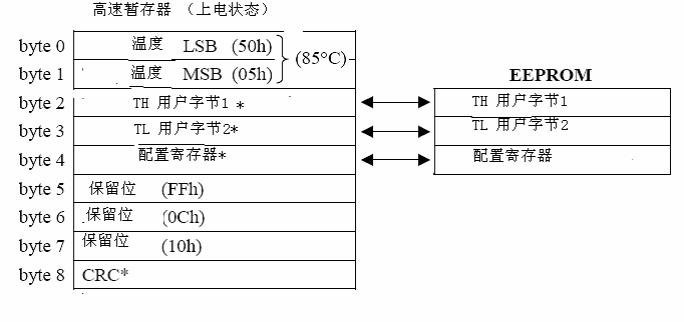 高速暂存器 （上电状态）
byte 0 温度 LSB (50h)
(85°C)
byte 1 温度 MSB (05h)
EEPROM
byte 2 TH 用户字节1 * TH 用户字节1
byte 3 TL 用户字节2* TL 用户字节2
byte 4 配置寄存器* 配置寄存器
byte 5 保留位 (FFh)
byte 6 保留位 (0Ch)
byte 7 保留位 (10h)
byte 8 CRC*